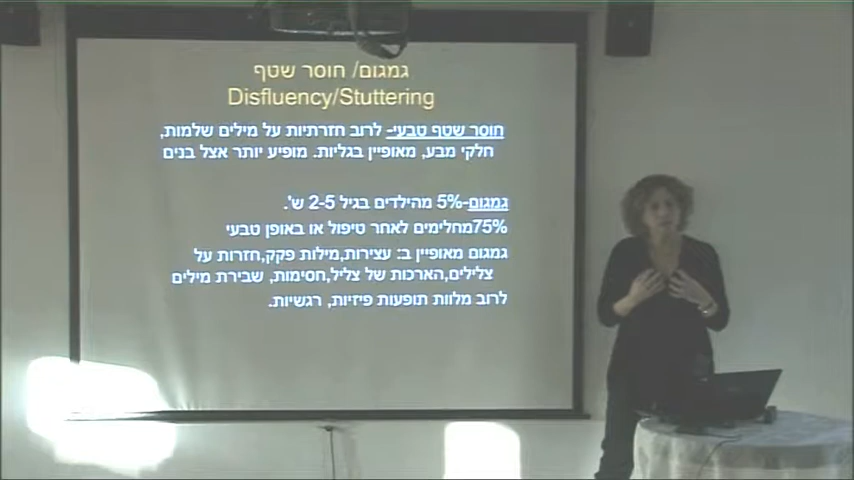 גמגום/ חוסר שטף
Disfluency/Stuttering
חוסר שטף טבעי- לרוב חזרתיות על מילים שלמות,
חלקי מבע, מאופיין בגליות. מופיע יותר אצל בנים
גמגום-5% מהילדים בגיל 2-5 ש'.
75%מחלימים לאחר טיפול או באופן טבעי
גמגום מאופיין ב: עצירות,מילות פקק,חזרות על
צלילים,הארכות של צליל,חסימות, שבירת מילים
לרוב מלוות תופעות פיזיות, רגשיות.